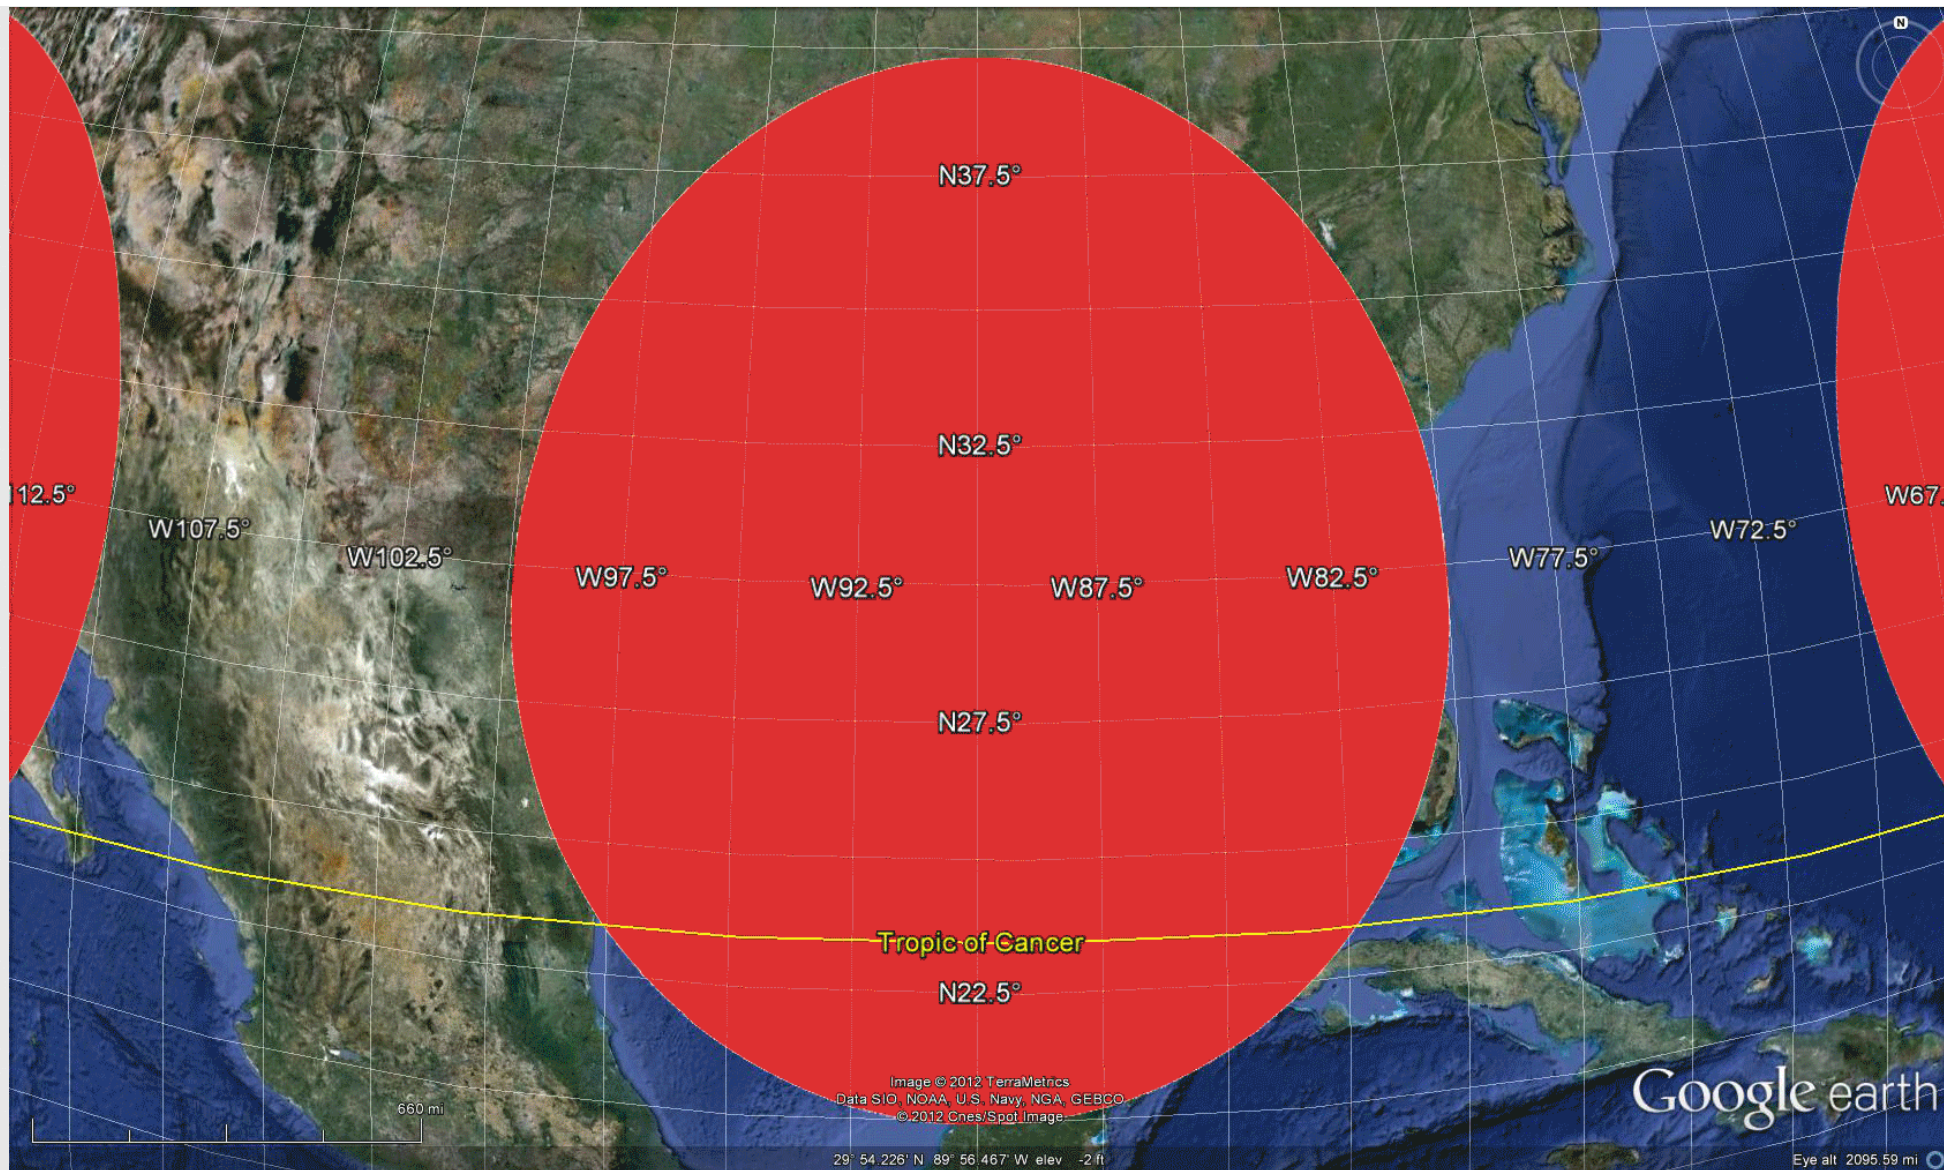 N
N37.5°
N32.5°
112.5°
W107.5°
W102.5°
W97.5°
W92.5°
W87.5°
W82.5°
W77.5°
W72.5°
W67.
N27.5°
Tropic of Cancer
N22.5°
Image © 2012 TerraMetrics
Data SIO, NOAA, U.S. Navy, NGA, GEBCO
© 2012 Cnes/Spot Image
660 mi
Google earth
29° 54.226' N 89° 56.467' W elev -2 ft
Eye alt 2095.59 mi